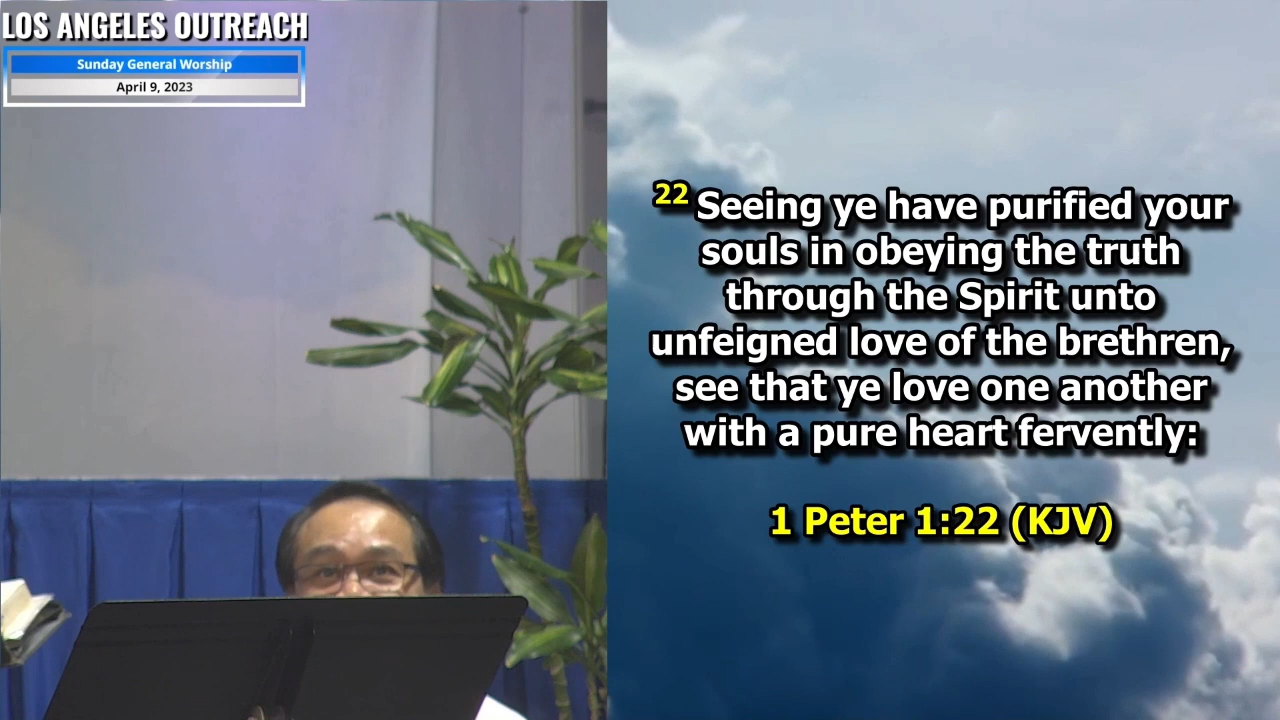 LOS ANGELES OUTREACH
Sunday General Worship
April 9, 2023
22 Seeing ye have purified your
souls in obeying the truth
through the Spirit unto
unfeigned love of the brethren,
see that ye love one another
with a pure heart fervently:
1 Peter 1:22 (KJV)